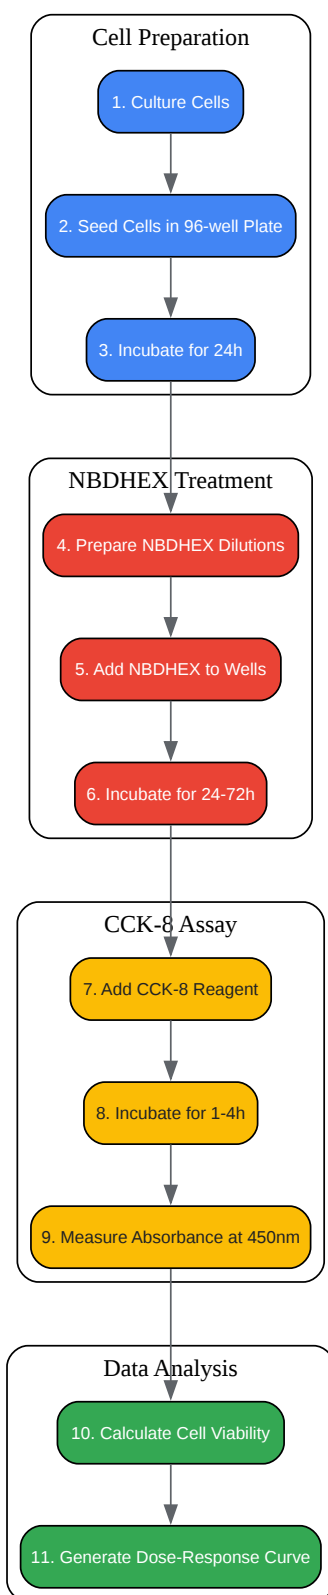 Cell Preparation
1. Culture Cells
2. Seed Cells in 96-well Plate
3. Incubate for 24h
NBDHEX Treatment
4. Prepare NBDHEX Dilutions
5. Add NBDHEX to Wells
6. Incubate for 24-72h
CCK-8 Assay
7. Add CCK-8 Reagent
8. Incubate for 1-4h
9. Measure Absorbance at 450nm
Data Analysis
10. Calculate Cell Viability
11. Generate Dose-Response Curve